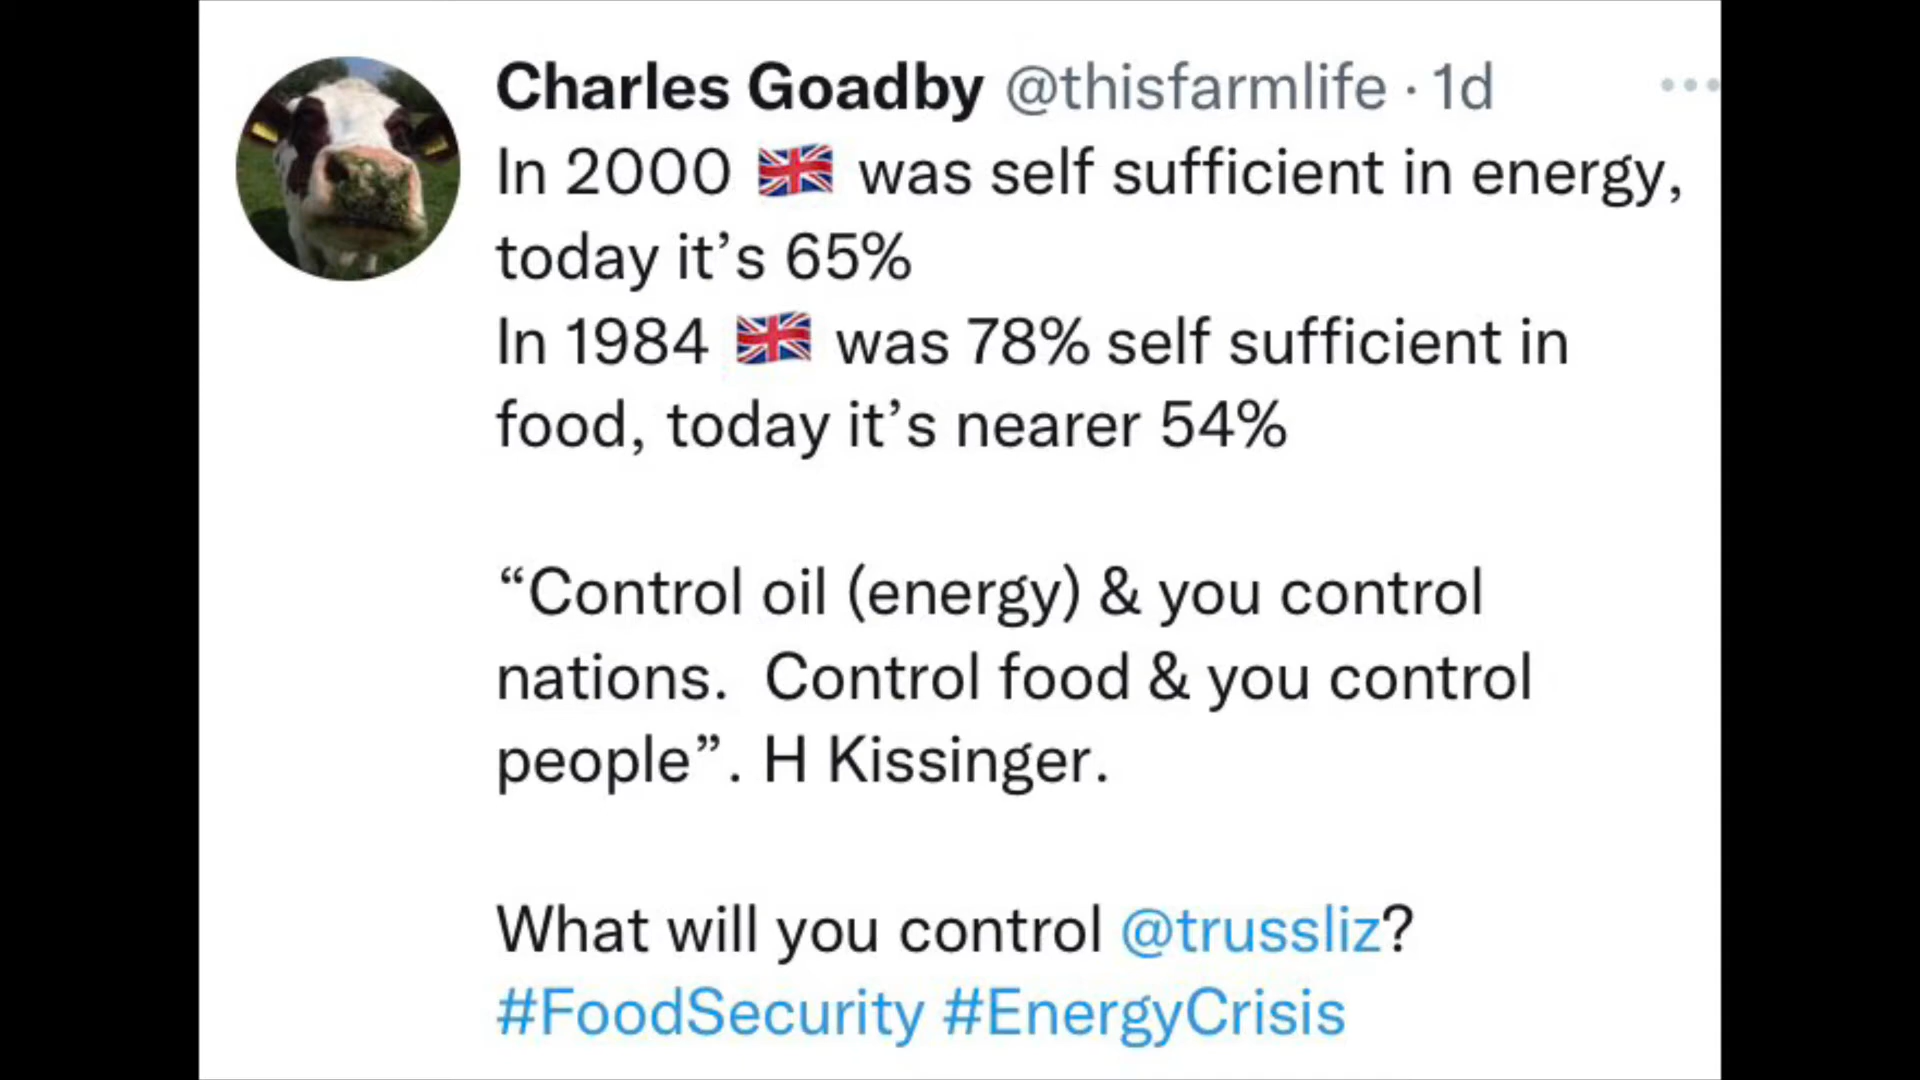 Charles Goadby @thisfarmlife · 1d
In 2000 🇬🇧 was self sufficient in energy,
today it’s 65%
In 1984 🇬🇧 was 78% self sufficient in
food, today it’s nearer 54%
“Control oil (energy) & you control
nations.  Control food & you control
people”. H Kissinger.
What will you control @trussliz?
#FoodSecurity #EnergyCrisis